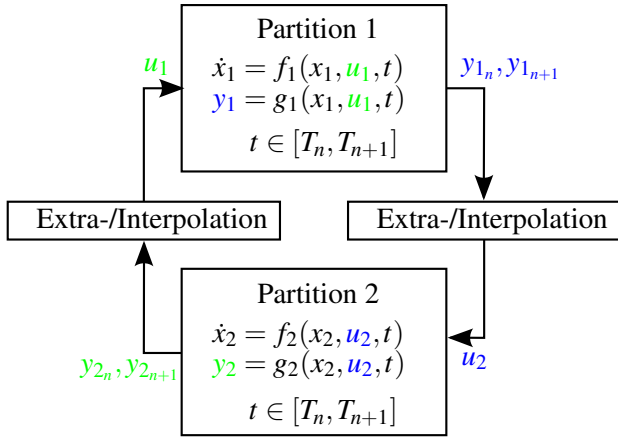 Partition 1
ẋ₁ = f₁(x₁,u₁,t)
y₁ = g₁(x₁,u₁,t)
t ∈ [Tₙ,Tₙ₊₁]
u₁
y₁ₙ,y₁ₙ₊₁
Extra-/Interpolation
Extra-/Interpolation
Partition 2
ẋ₂ = f₂(x₂,u₂,t)
y₂ = g₂(x₂,u₂,t)
t ∈ [Tₙ,Tₙ₊₁]
y₂ₙ,y₂ₙ₊₁
u₂